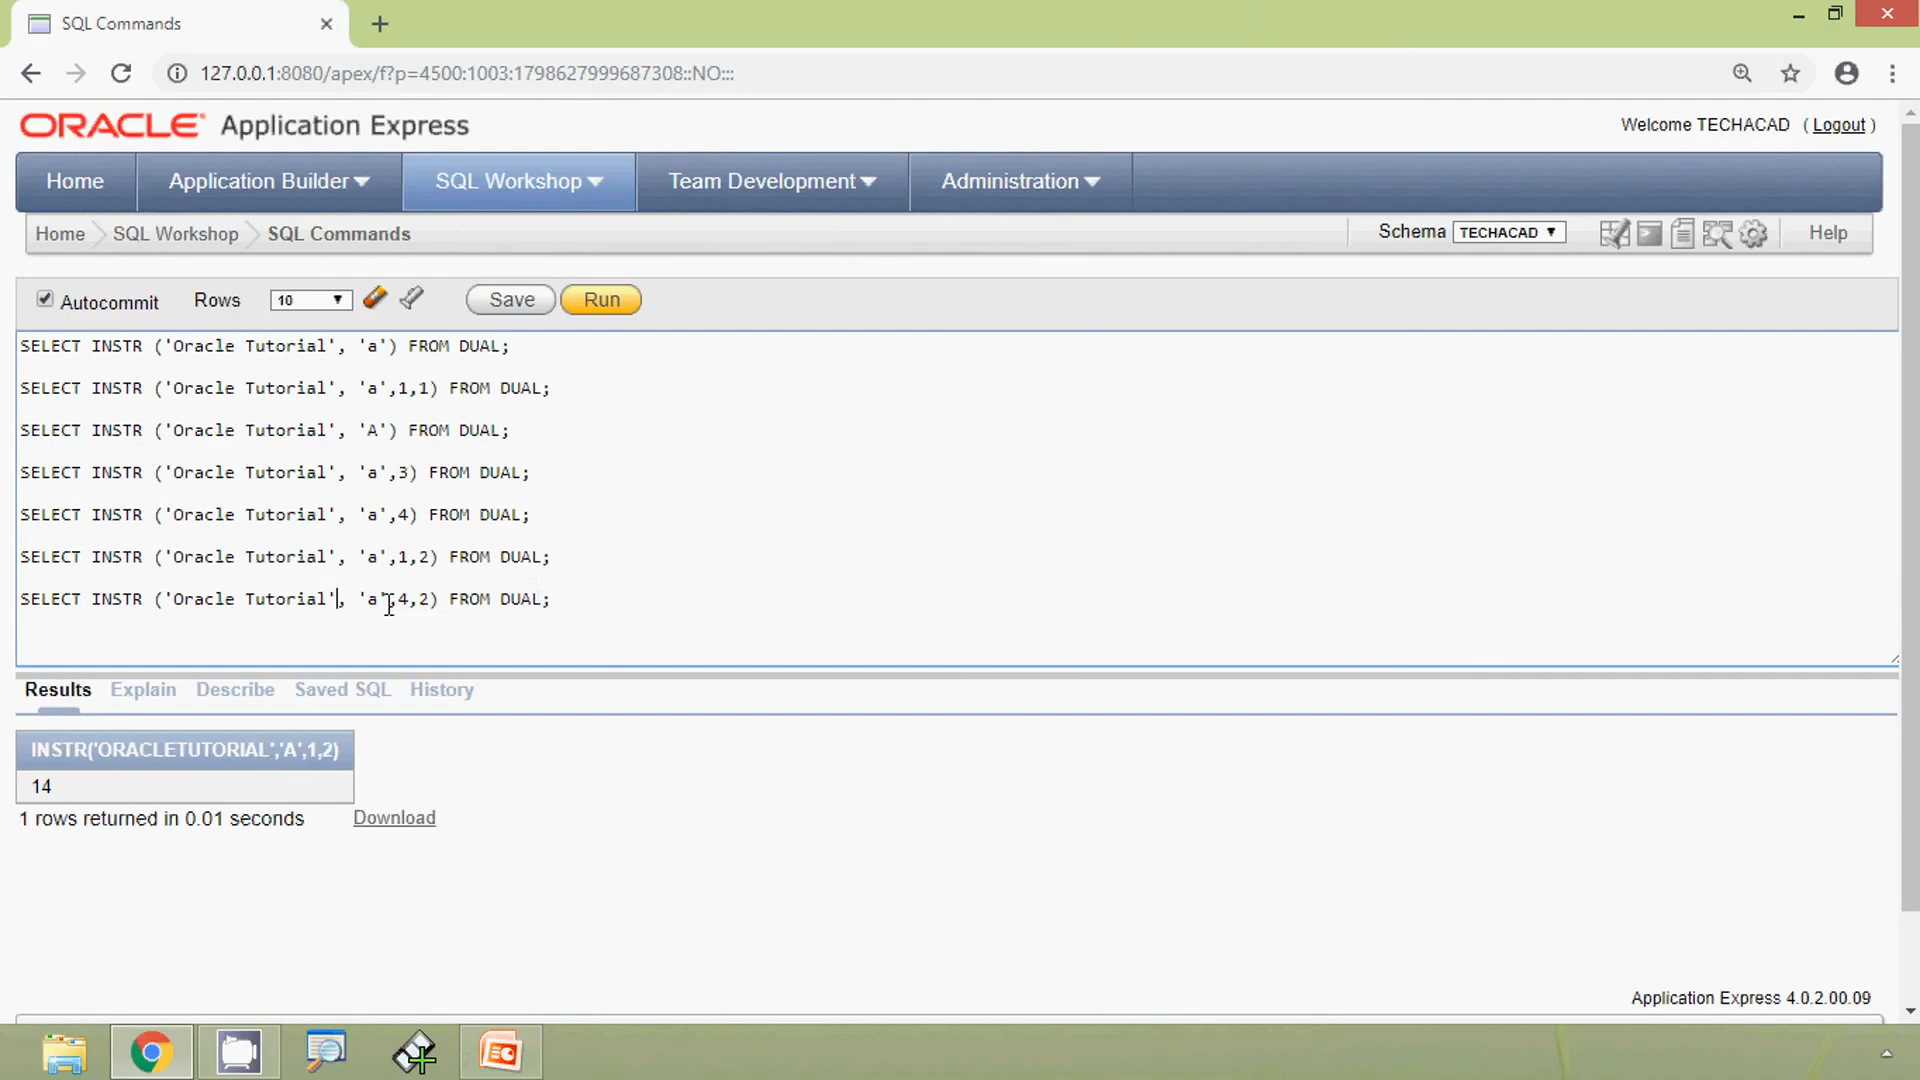 SQL Commands
127.0.0.1:8080/apex/f?p=4500:1003:1798627999687308::NO:::
ORACLE Application Express
Welcome TECHACAD ( Logout )
Home Application Builder SQL Workshop Team Development Administration
Home SQL Workshop SQL Commands Schema TECHACAD Help
Autocommit Rows 10 Save Run
SELECT INSTR ('Oracle Tutorial', 'a') FROM DUAL;
SELECT INSTR ('Oracle Tutorial', 'a',1,1) FROM DUAL;
SELECT INSTR ('Oracle Tutorial', 'A') FROM DUAL;
SELECT INSTR ('Oracle Tutorial', 'a',3) FROM DUAL;
SELECT INSTR ('Oracle Tutorial', 'a',4) FROM DUAL;
SELECT INSTR ('Oracle Tutorial', 'a',1,2) FROM DUAL;
SELECT INSTR ('Oracle Tutorial', 'a',4,2) FROM DUAL;
Results Explain Describe Saved SQL History
INSTR('ORACLETUTORIAL','A',1,2)
14
1 rows returned in 0.01 seconds Download
Application Express 4.0.2.00.09